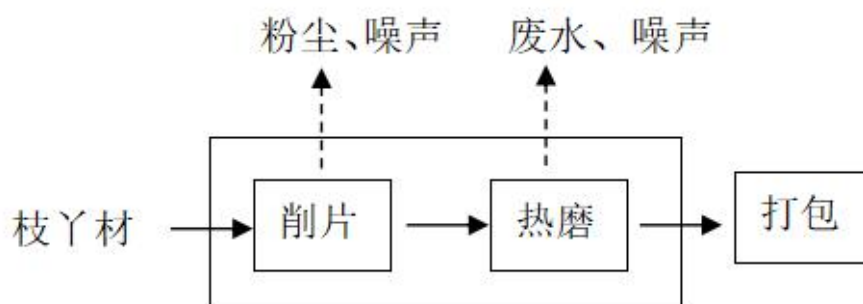 粉尘、噪声
废水、噪声
枝丫材
削片
热磨
打包